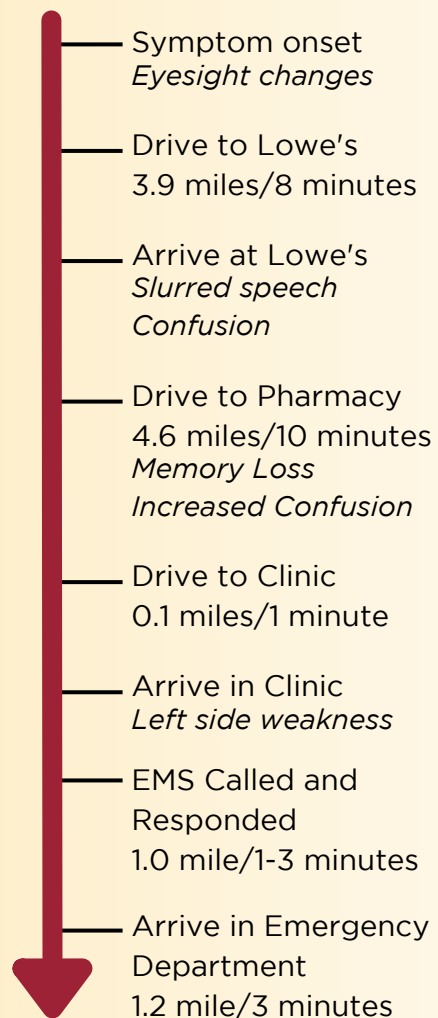 Symptom onset
Eyesight changes
Drive to Lowe's
3.9 miles/8 minutes
Arrive at Lowe's
Slurred speech
Confusion
Drive to Pharmacy
4.6 miles/10 minutes
Memory Loss
Increased Confusion
Drive to Clinic
0.1 miles/1 minute
Arrive in Clinic
Left side weakness
EMS Called and
Responded
1.0 mile/1-3 minutes
Arrive in Emergency
Department
1.2 mile/3 minutes